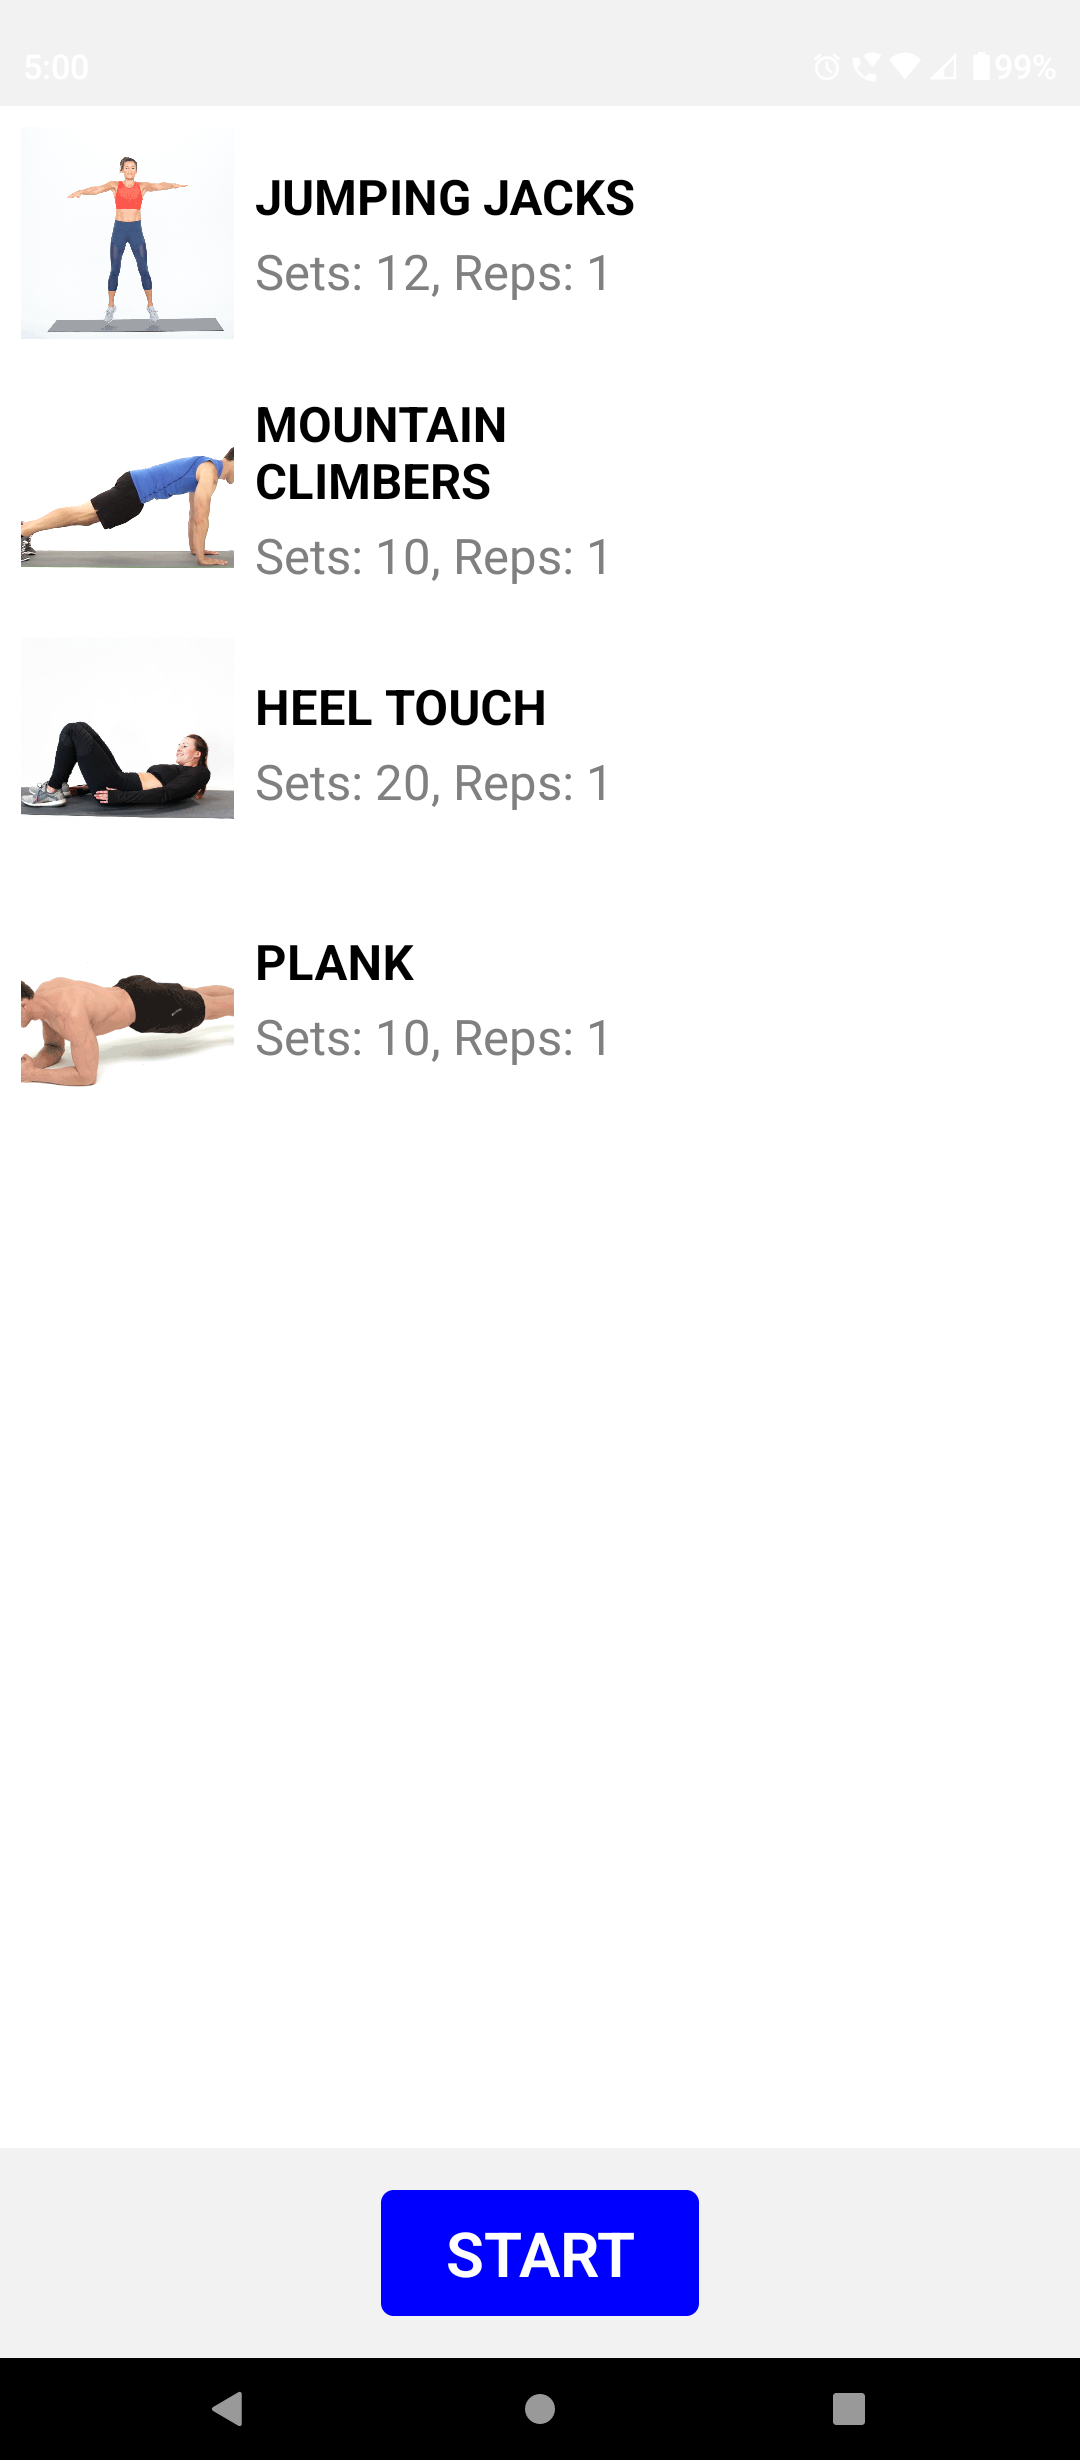 5:00 99%
JUMPING JACKS
Sets: 12, Reps: 1
MOUNTAIN
CLIMBERS
Sets: 10, Reps: 1
HEEL TOUCH
Sets: 20, Reps: 1
PLANK
Sets: 10, Reps: 1
START